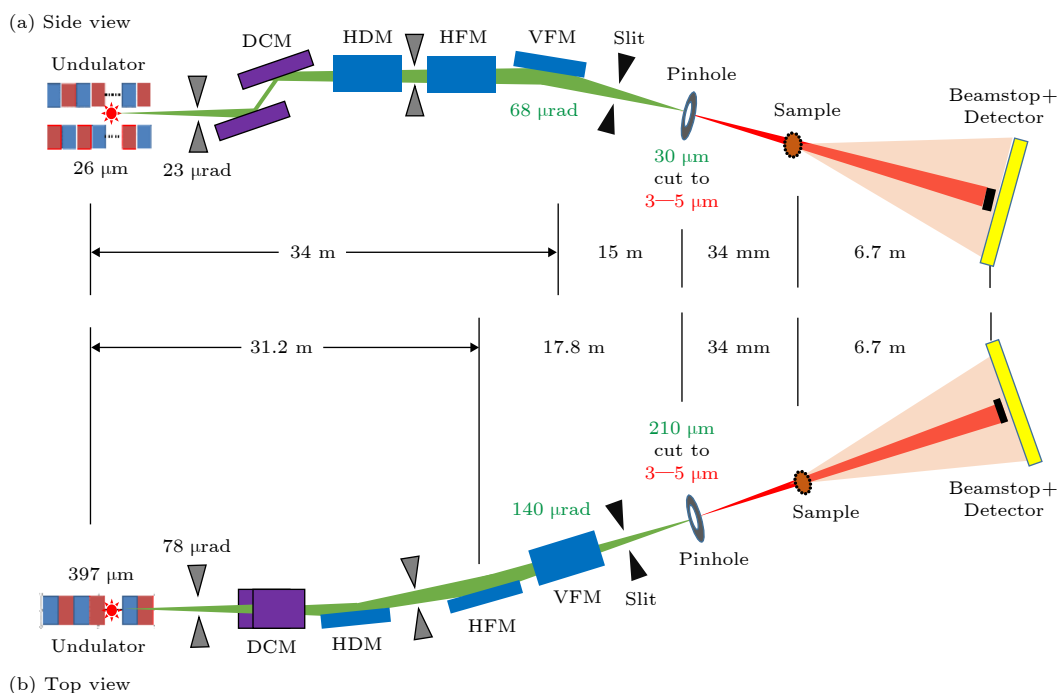 (a) Side view
DCM
HDM
HFM
VFM
Slit
Undulator
Pinhole
Sample
Beamstop+
Detector
68 μrad
26 μm
23 μrad
30 μm
cut to
3—5 μm
34 m
15 m
34 mm
6.7 m
31.2 m
17.8 m
34 mm
6.7 m
210 μm
cut to
3—5 μm
140 μrad
78 μrad
397 μm
Sample
Beamstop+
Detector
Pinhole
VFM
Slit
Undulator
DCM
HDM
HFM
(b) Top view